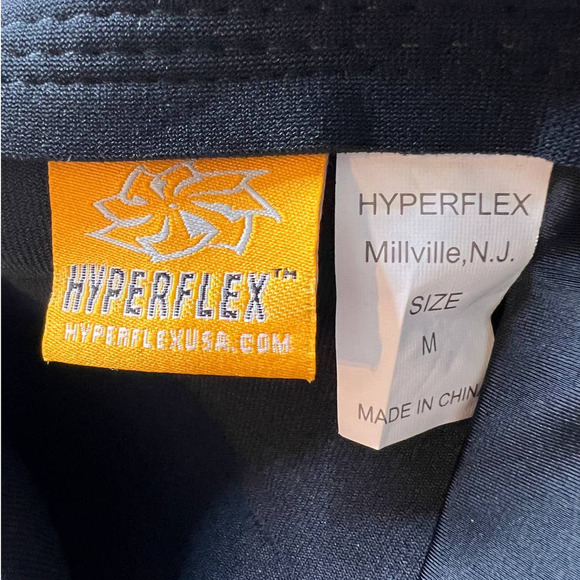 HYPERFLEX™
HYPERFLEXUSA.COM
HYPERFLEX
Millville,N.J.
SIZE
M
MADE IN CHINA